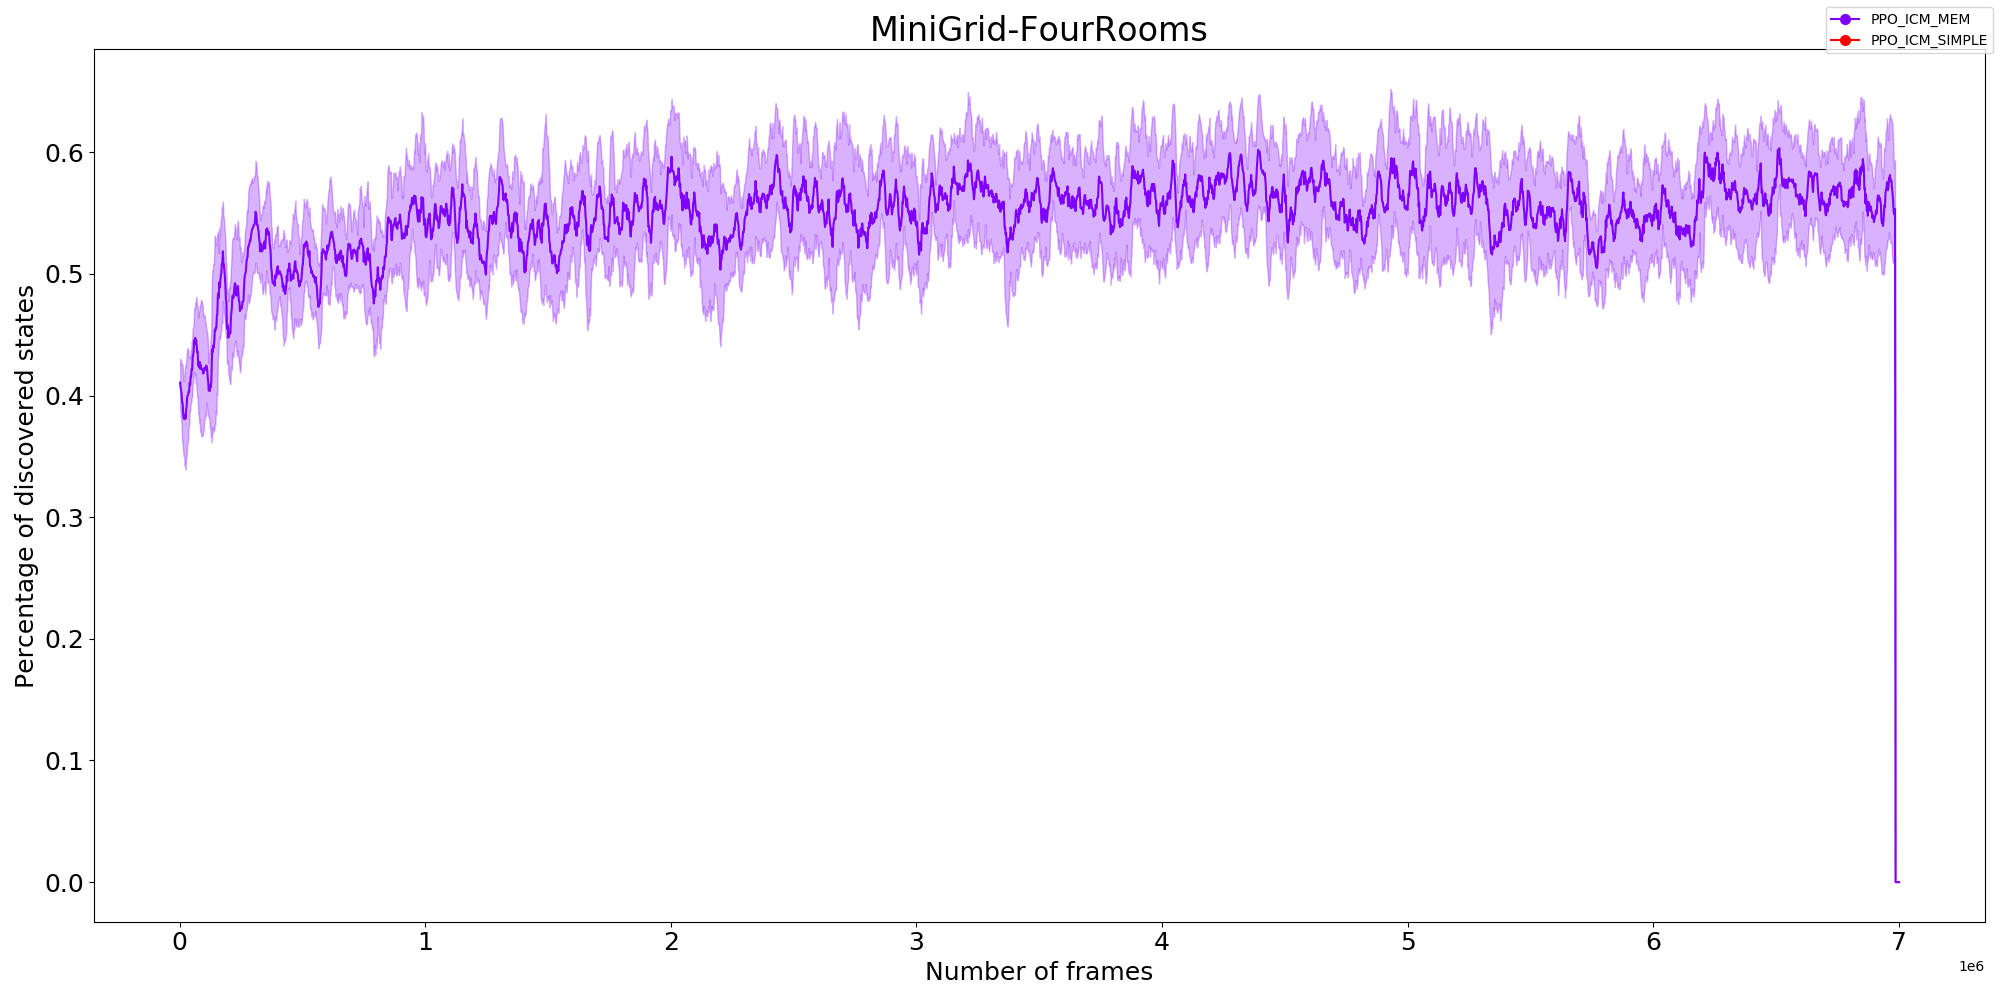 MiniGrid-FourRooms
PPO_ICM_MEM
PPO_ICM_SIMPLE
Percentage of discovered states
0.6
0.5
0.4
0.3
0.2
0.1
0.0
0 1 2 3 4 5 6 7
1e6
Number of frames